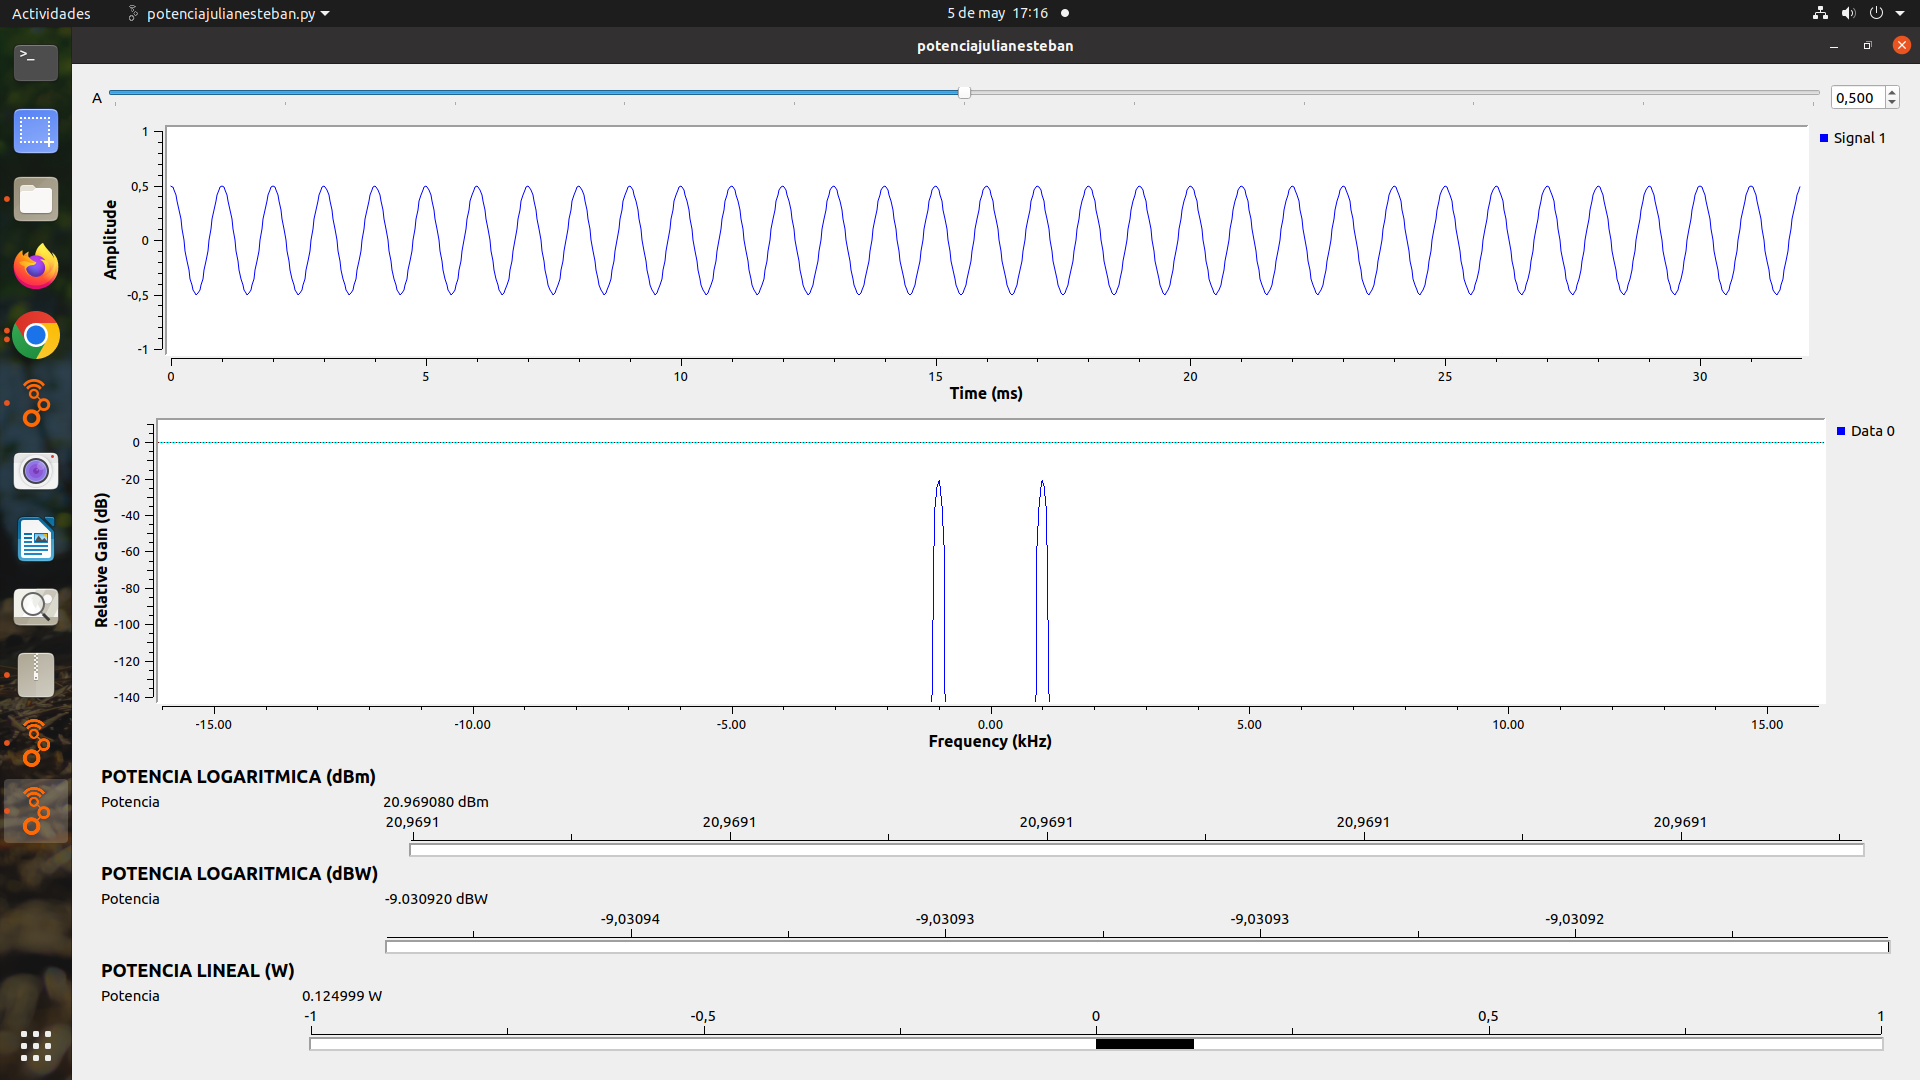 Actividades potenciajulianesteban.py 5 de may 17:16
potenciajulianesteban
A 0,500
1
0,5
0
-0,5
-1
Amplitude
Signal 1
0 5 10 15 20 25 30
Time (ms)
0
-20
-40
-60
-80
-100
-120
-140
Relative Gain (dB)
Data 0
-15.00 -10.00 -5.00 0.00 5.00 10.00 15.00
Frequency (kHz)
POTENCIA LOGARITMICA (dBm)
Potencia 20.969080 dBm
20,9691 20,9691 20,9691 20,9691 20,9691
POTENCIA LOGARITMICA (dBW)
Potencia -9.030920 dBW
-9,03094 -9,03093 -9,03093 -9,03092
POTENCIA LINEAL (W)
Potencia 0.124999 W
-1 -0,5 0 0,5 1